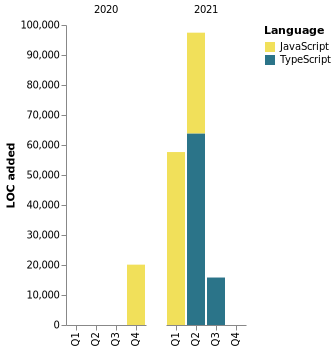 2020 2021
Language
JavaScript
TypeScript
LOC added
100,000
90,000
80,000
70,000
60,000
50,000
40,000
30,000
20,000
10,000
0
Q1 Q2 Q3 Q4 Q1 Q2 Q3 Q4